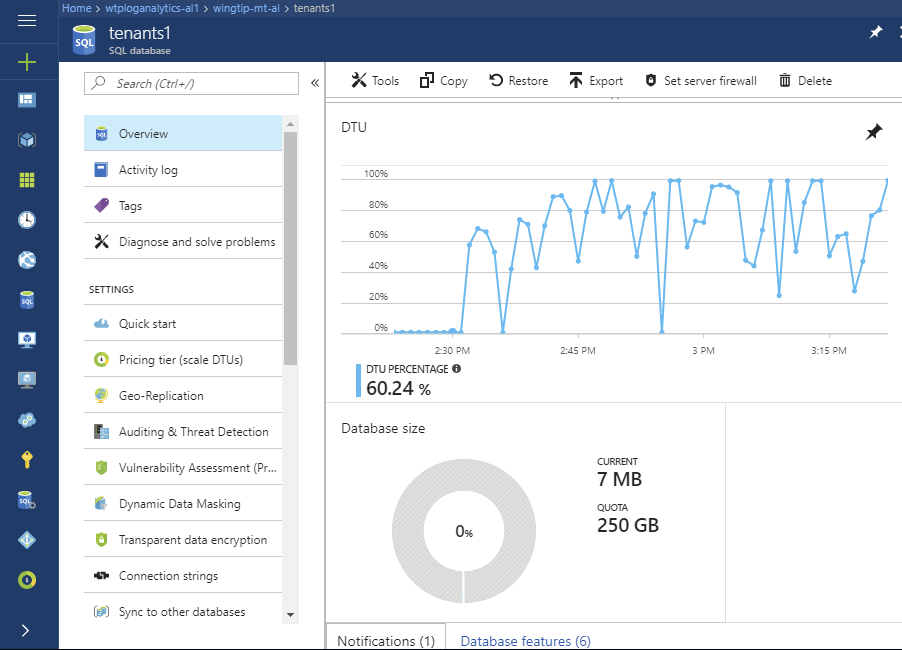 Home > wtploganalytics-al1 > wingtip-mt-al > tenants1
tenants1
SQL database
Search (Ctrl+/)
«
Overview
Activity log
Tags
Diagnose and solve problems
SETTINGS
Quick start
Pricing tier (scale DTUs)
Geo-Replication
Auditing & Threat Detection
Vulnerability Assessment (Pr...
Dynamic Data Masking
Transparent data encryption
Connection strings
Sync to other databases
Tools Copy Restore Export Set server firewall Delete
DTU
100%
80%
60%
40%
20%
0%
2:30 PM 2:45 PM 3 PM 3:15 PM
DTU PERCENTAGE
60.24 %
Database size
0%
CURRENT
7 MB
QUOTA
250 GB
Notifications (1) Database features (6)
SQL
SQL
SQL